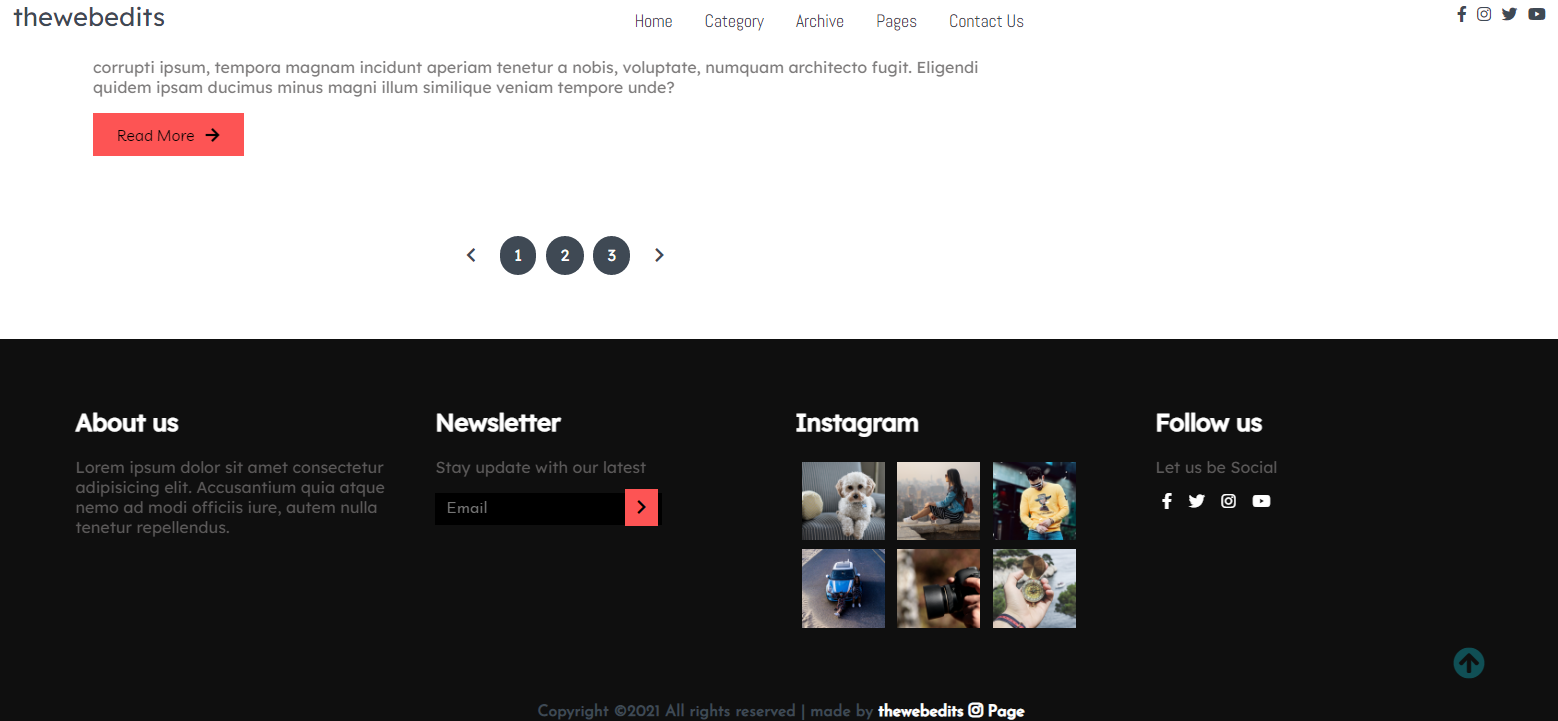 thewebedits
Home Category Archive Pages Contact Us
corrupti ipsum, tempora magnam incidunt aperiam tenetur a nobis, voluptate, numquam architecto fugit. Eligendi
quidem ipsam ducimus minus magni illum similique veniam tempore unde?
Read More
1 2 3
About us
Lorem ipsum dolor sit amet consectetur
adipisicing elit. Accusantium quia atque
nemo ad modi officiis iure, autem nulla
tenetur repellendus.
Newsletter
Stay update with our latest
Email
Instagram
Follow us
Let us be Social
Copyright ©2021 All rights reserved | made by thewebedits Page